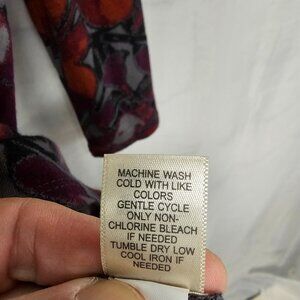 MACHINE WASH
COLD WITH LIKE
COLORS
GENTLE CYCLE
ONLY NON-
CHLORINE BLEACH
IF NEEDED
TUMBLE DRY LOW
COOL IRON IF
NEEDED